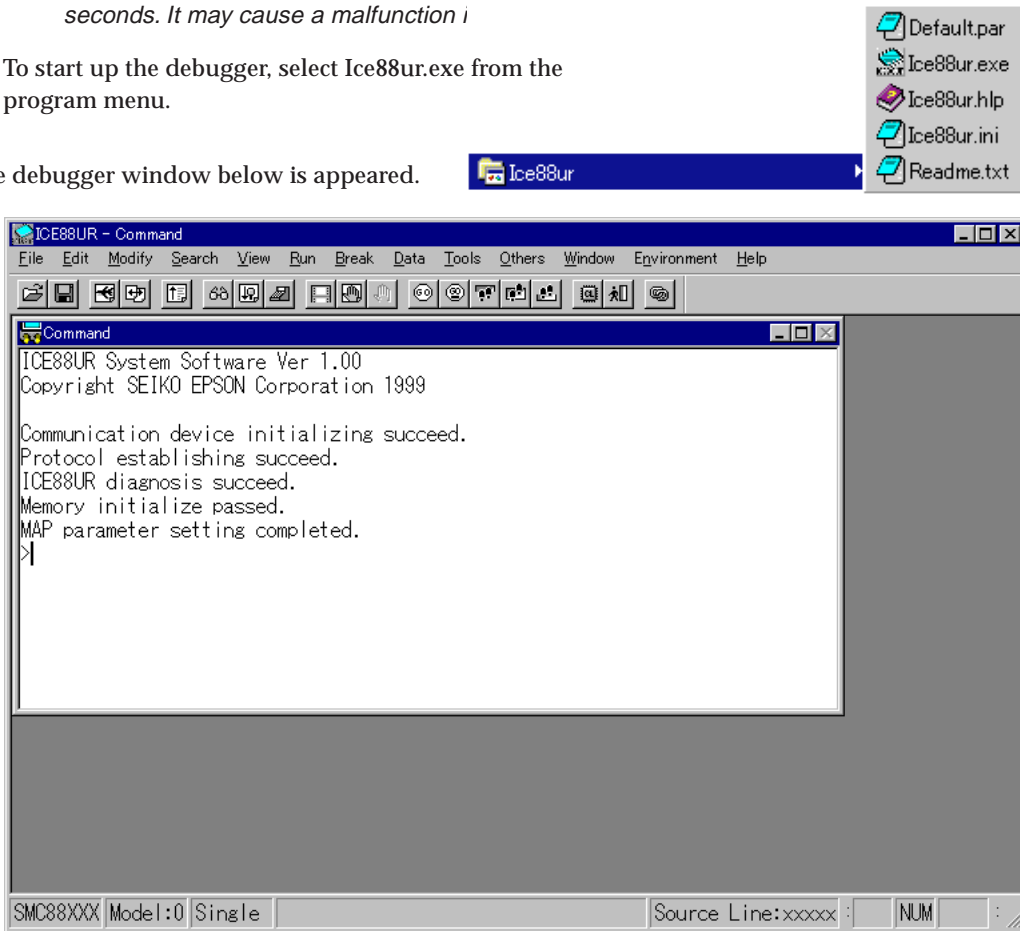 seconds. It may cause a malfunction i
To start up the debugger, select Ice88ur.exe from the
program menu.
e debugger window below is appeared.
Ice88ur
Default.par
Ice88ur.exe
Ice88ur.hlp
Ice88ur.ini
Readme.txt
ICE88UR - Command
File Edit Modify Search View Run Break Data Tools Others Window Environment Help
Command
ICE88UR System Software Ver 1.00
Copyright SEIKO EPSON Corporation 1999
Communication device initializing succeed.
Protocol establishing succeed.
ICE88UR diagnosis succeed.
Memory initialize passed.
MAP parameter setting completed.
>
SMC88XXX Model:0 Single Source Line:xxxxx : NUM :